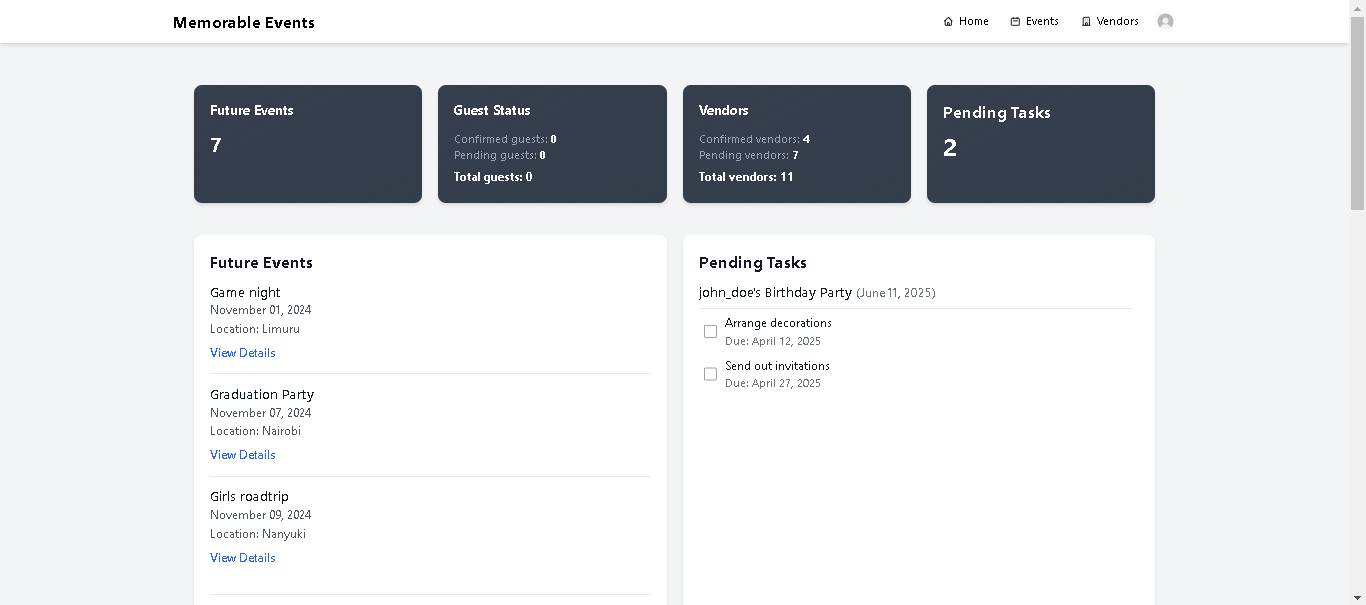 Memorable Events
Home
Events
Vendors
Future Events
7
Guest Status
Confirmed guests: 0
Pending guests: 0
Total guests: 0
Vendors
Confirmed vendors: 4
Pending vendors: 7
Total vendors: 11
Pending Tasks
2
Future Events
Game night
November 01, 2024
Location: Limuru
View Details
Graduation Party
November 07, 2024
Location: Nairobi
View Details
Girls roadtrip
November 09, 2024
Location: Nanyuki
View Details
Pending Tasks
john_doe's Birthday Party (June 11, 2025)
Arrange decorations
Due: April 12, 2025
Send out invitations
Due: April 27, 2025